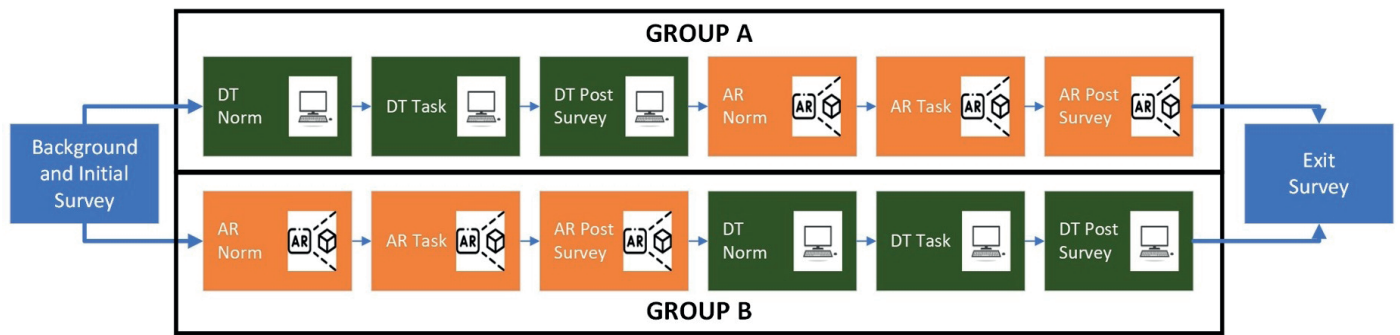 GROUP A
DT
Norm
AR
DT Task
DT Post
Survey
AR
Norm
AR
AR Task
AR
AR Post
Survey
AR
Background
and Initial
Survey
Exit
Survey
AR
Norm
AR
AR Task
AR
AR Post
Survey
AR
DT
Norm
DT Task
DT Post
Survey
GROUP B